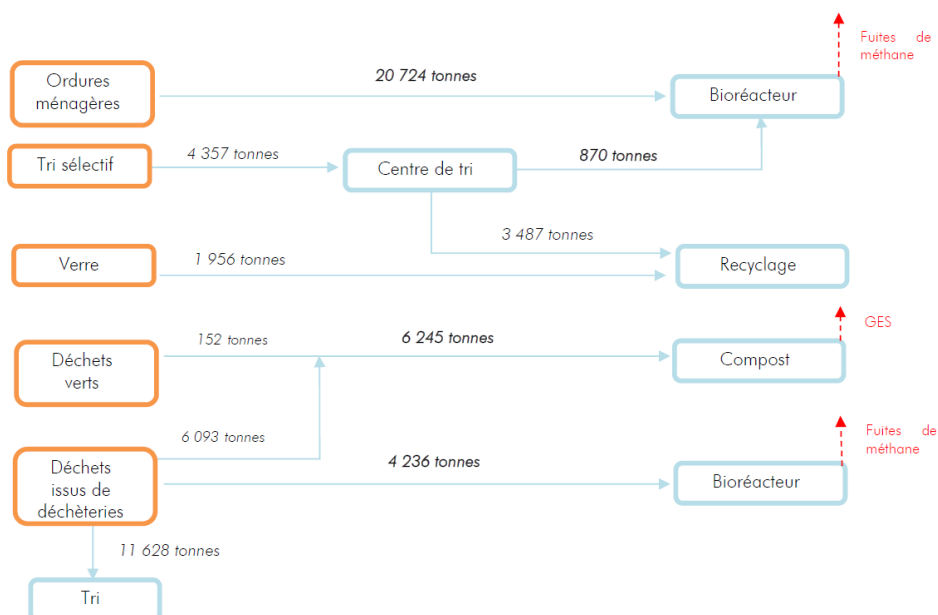 Fuites de
méthane
Ordures
ménagères
20 724 tonnes
Bioréacteur
Tri sélectif
4 357 tonnes
Centre de tri
870 tonnes
3 487 tonnes
Verre
1 956 tonnes
Recyclage
GES
Déchets
verts
152 tonnes
6 245 tonnes
Compost
6 093 tonnes
Fuites de
méthane
Déchets
issus de
déchèteries
4 236 tonnes
Bioréacteur
11 628 tonnes
Tri